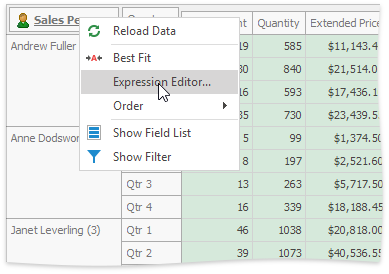 Sales Pe
Quantity
Extended Price
Andrew Fuller
19 585 $11,143.4
30 840 $21,514.0
16 593 $17,436.1
35 730 $23,439.5
Anne Dodswor
5 99 $1,374.50
8 197 $2,521.60
Qtr 3 13 263 $5,717.50
Qtr 4 16 339 $18,188.45
Janet Leverling (3) Qtr 1 46 1038 $20,818.00
Qtr 2 39 1073 $40,536.55
Reload Data
Best Fit
Expression Editor...
Order
Show Field List
Show Filter